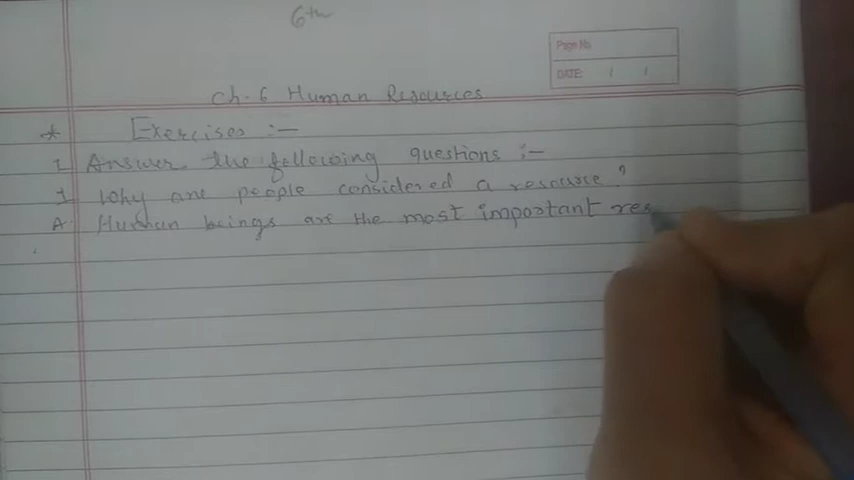 6th
Page No.
DATE: / /
Ch-6 Human Resources
* Exercises :-
I Answer the following questions :-
1 Why are people considered a resource?
A Human beings are the most important res